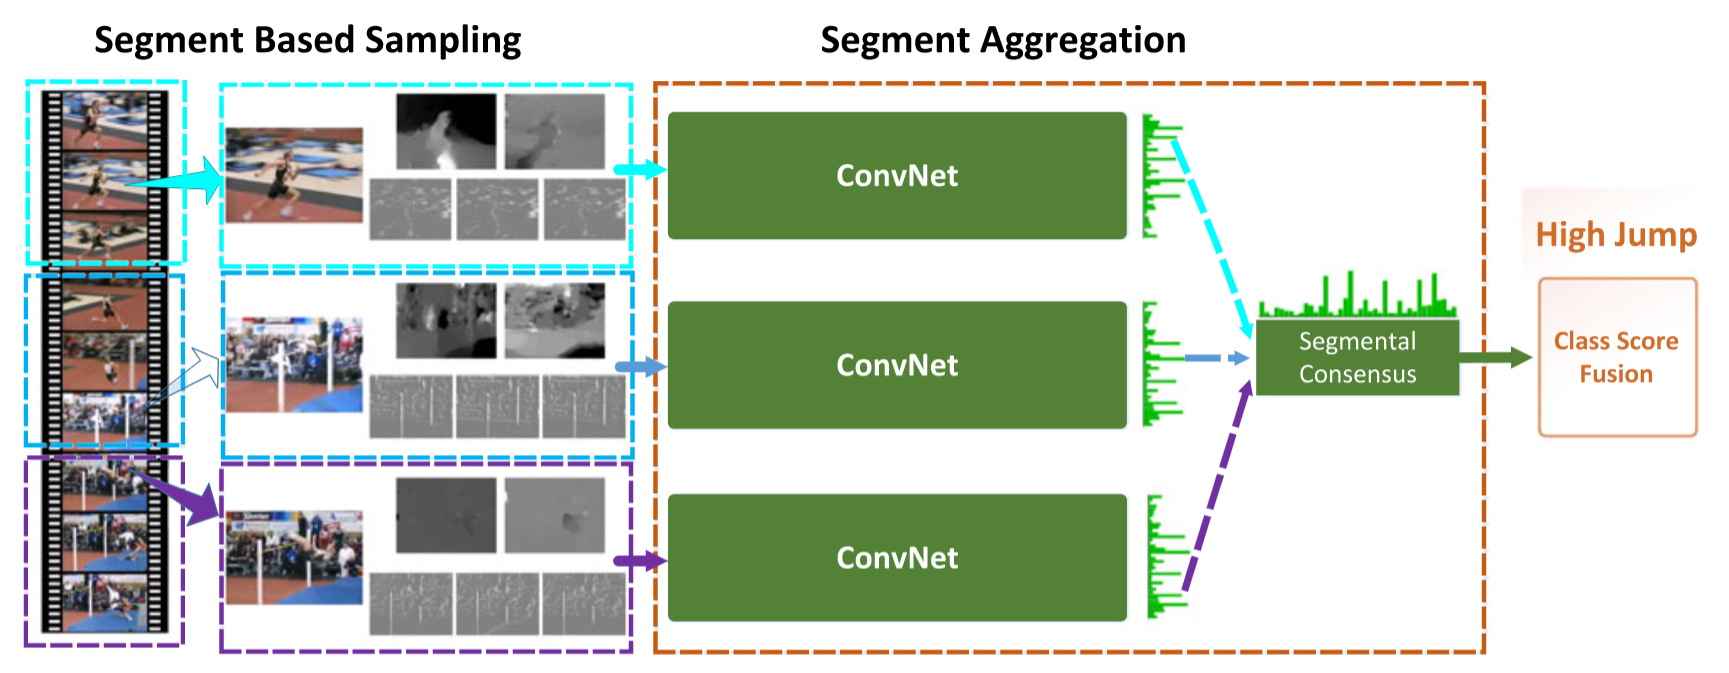 Segment Based Sampling
Segment Aggregation
ConvNet
ConvNet
ConvNet
Segmental
Consensus
High Jump
Class Score
Fusion